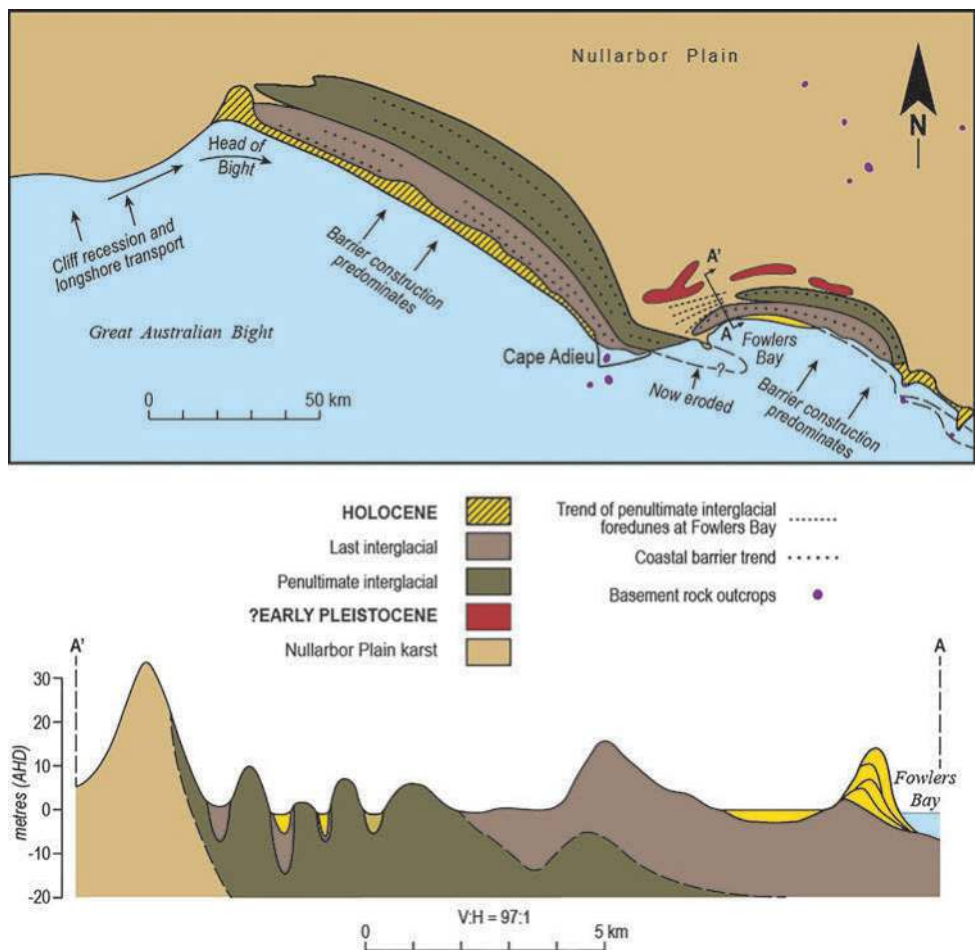 Nullarbor Plain
N
Head of
Bight
Cliff recession and
longshore transport
Barrier construction
predominates
Great Australian Bight
A'
A
Fowlers
Bay
Cape Adieu
?
Now eroded
Barrier construction
predominates
0 50 km
HOLOCENE
Last interglacial
Penultimate interglacial
?EARLY PLEISTOCENE
Nullarbor Plain karst
Trend of penultimate interglacial
foredunes at Fowlers Bay
Coastal barrier trend
Basement rock outcrops
A'
A
30
20
10
0
-10
-20
metres (AHD)
Fowlers
Bay
V:H = 97:1
0 5 km